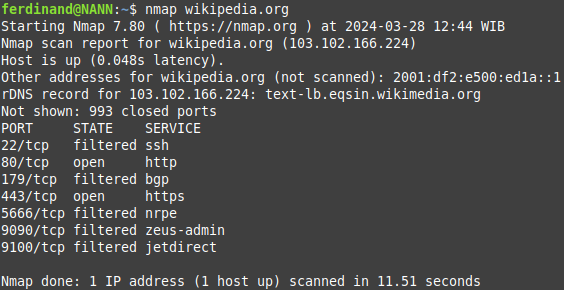 ferdinand@NANN:~$ nmap wikipedia.org
Starting Nmap 7.80 ( https://nmap.org ) at 2024-03-28 12:44 WIB
Nmap scan report for wikipedia.org (103.102.166.224)
Host is up (0.048s latency).
Other addresses for wikipedia.org (not scanned): 2001:df2:e500:ed1a::1
rDNS record for 103.102.166.224: text-lb.eqsin.wikimedia.org
Not shown: 993 closed ports
PORT     STATE    SERVICE
22/tcp   filtered ssh
80/tcp   open     http
179/tcp  filtered bgp
443/tcp  open     https
5666/tcp filtered nrpe
9090/tcp filtered zeus-admin
9100/tcp filtered jetdirect
Nmap done: 1 IP address (1 host up) scanned in 11.51 seconds